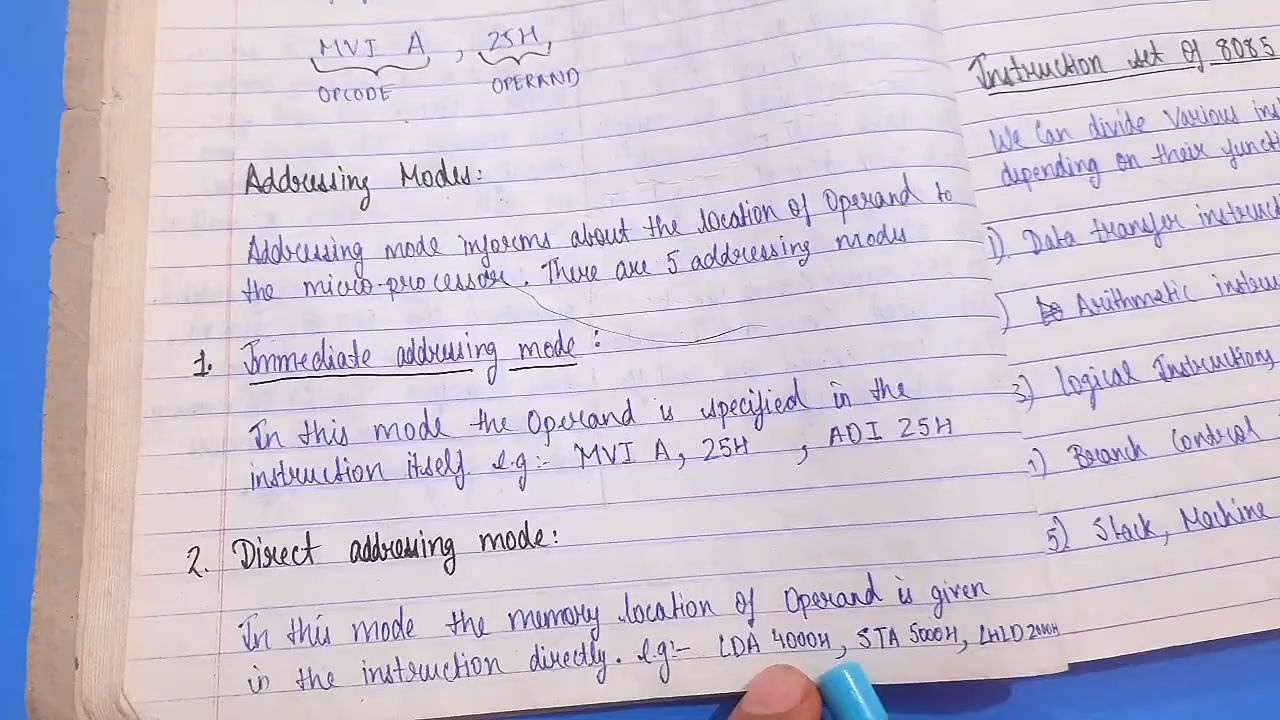 MVI A , 25H
OPCODE OPERAND
Addressing Modes:
Addressing mode informs about the location of Operand to
the micro-processor. There are 5 addressing modes
1. Immediate addressing mode :
In this mode the Operand is specified in the
instruction itself e.g:- MVI A, 25H , ADI 25H
2. Direct addressing mode:
In this mode the memory location of Operand is given
in the instruction directly. e.g:- LDA 4000H, STA 5000H, LHLD 2000H
Instruction set of 8085
We Can divide Various
depending on their
1). Data transfer
) Arithmetic
3) Logical Instructions
) Branch Control
5) Stack, Machine